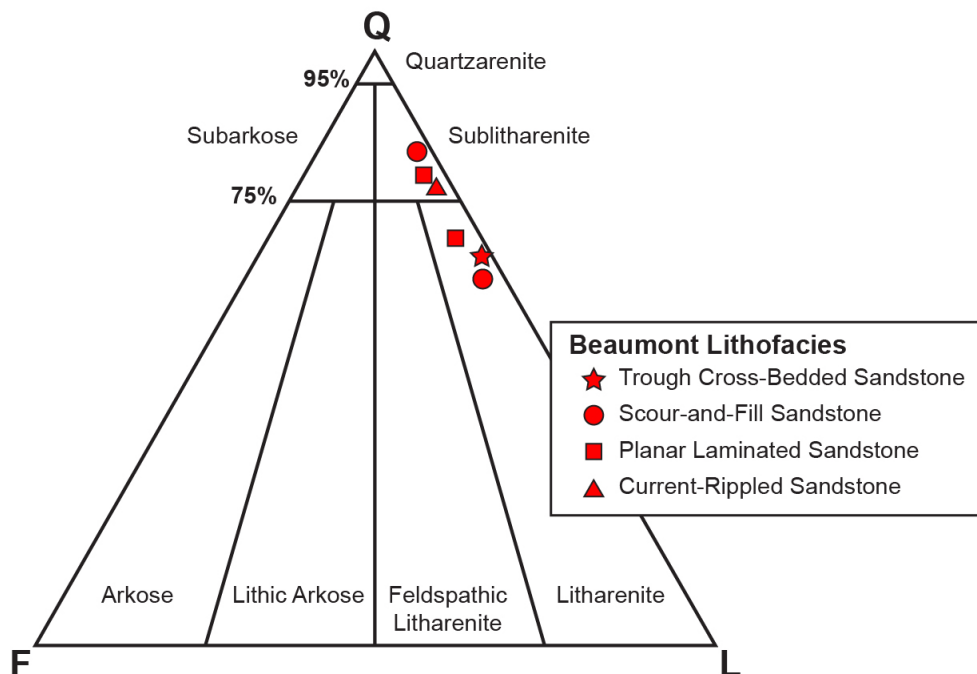 Q
Quartzarenite
95%
Subarkose
Sublitharenite
75%
Beaumont Lithofacies
Trough Cross-Bedded Sandstone
Scour-and-Fill Sandstone
Planar Laminated Sandstone
Current-Rippled Sandstone
Arkose
Lithic Arkose
Feldspathic
Litharenite
Litharenite
F
L